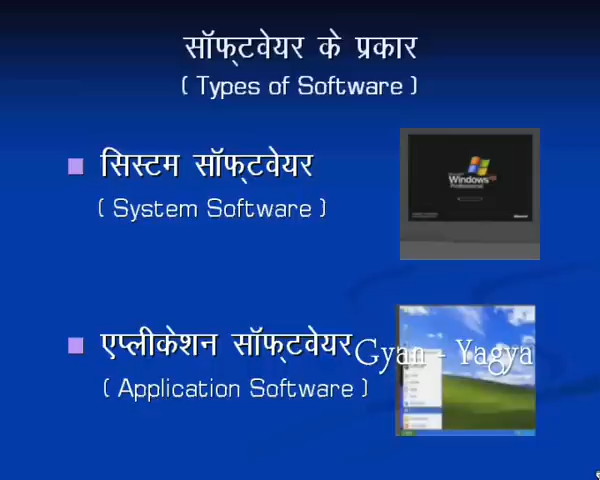 सॉफ्टवेयर के प्रकार
( Types of Software )
सिस्टम सॉफ्टवेयर
( System Software )
Windows xp
Professional
एप्लीकेशन सॉफ्टवेयर
Gyan - Yagya
( Application Software )